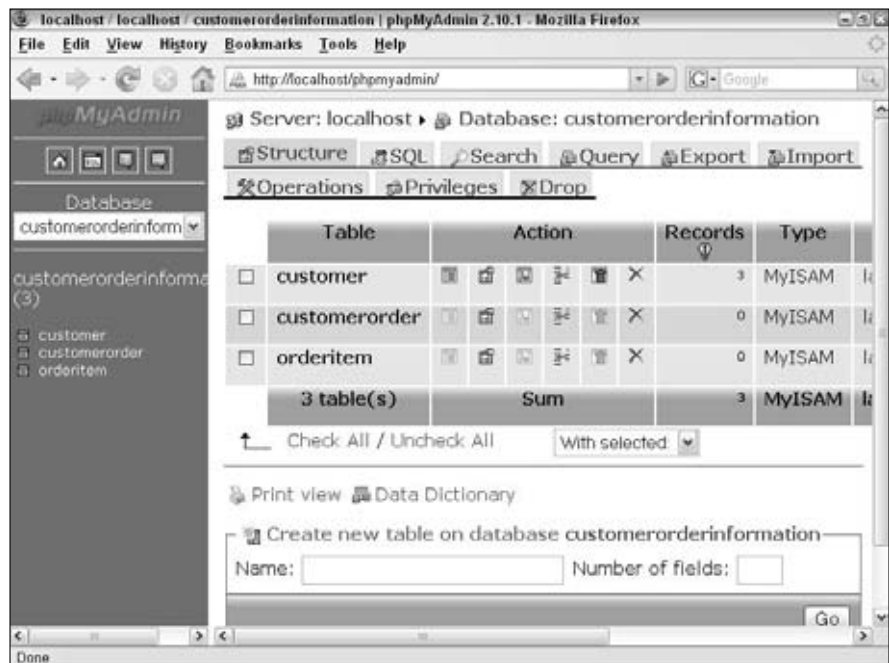 localhost / localhost / customerorderinformation | phpMyAdmin 2.10.1 - Mozilla Firefox
File Edit View History Bookmarks Tools Help
http://localhost/phpmyadmin/
G Google
phpMyAdmin
Database
customerorderinform
customerorderinforma
(3)
customer
customerorder
orderitem
Server: localhost Database: customerorderinformation
Structure SQL Search Query Export Import
Operations Privileges Drop
Table Action Records Type
customer 3 MyISAM la
customerorder 0 MyISAM la
orderitem 0 MyISAM la
3 table(s) Sum 3 MyISAM la
Check All / Uncheck All With selected:
Print view Data Dictionary
Create new table on database customerorderinformation
Name: Number of fields:
Go
Done